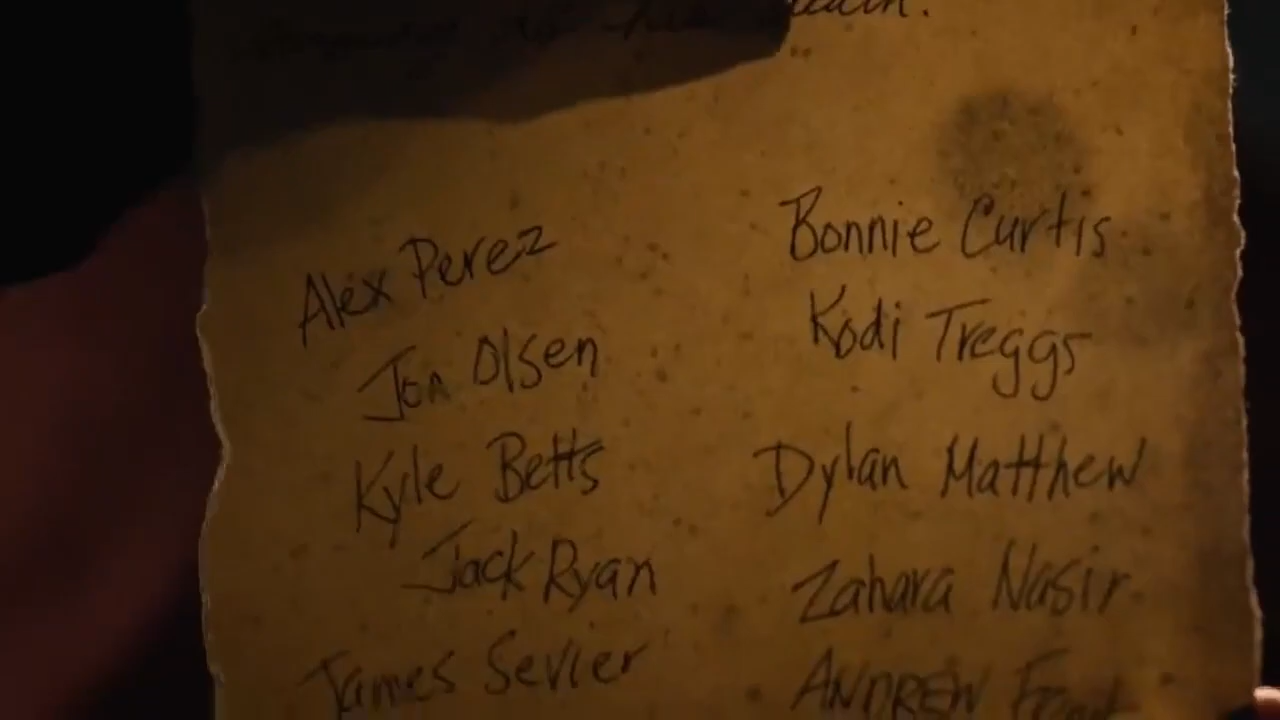 Alex Perez
Jon Olsen
Kyle Betts
Jack Ryan
James Sevier
Bonnie Curtis
Kodi Treggs
Dylan Matthew
Zahara Nasir
ANDREW